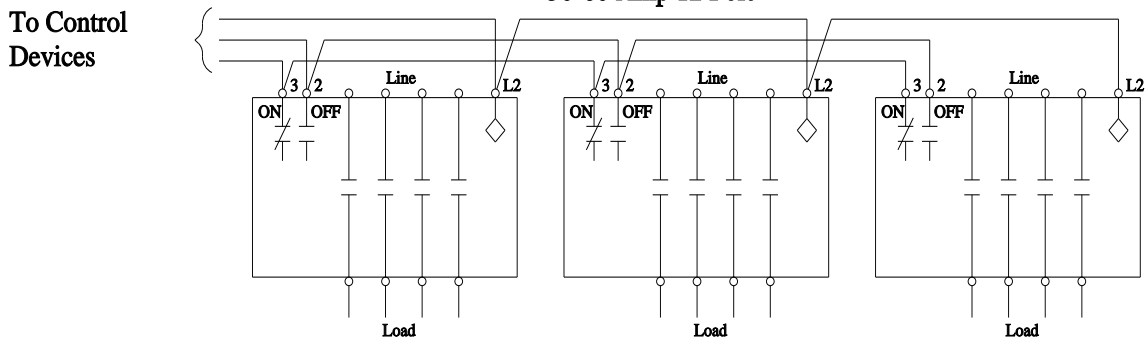 To Control
Devices
3 2 Line L2
ON OFF
Load
3 2 Line L2
ON OFF
Load
3 2 Line L2
ON OFF
Load